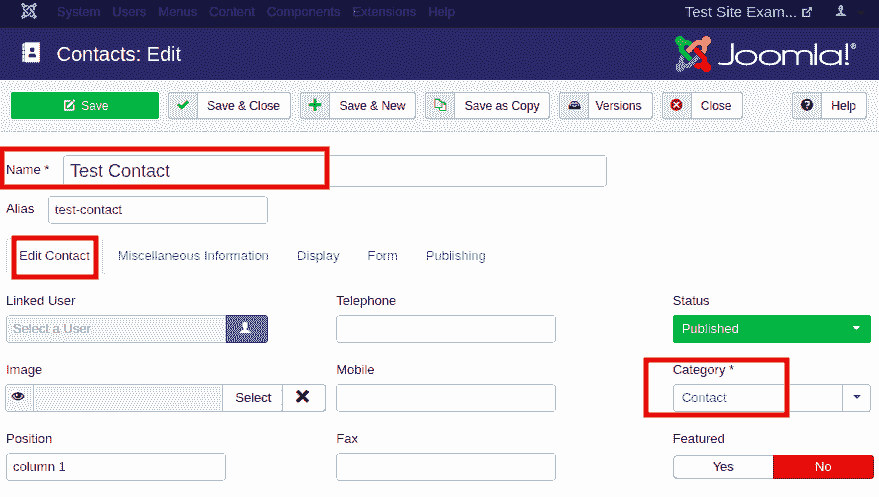 System Users Menus Content Components Extensions Help Test Site Exam...
Contacts: Edit Joomla!®
Save Save & Close Save & New Save as Copy Versions Close Help
Name * Test Contact
Alias test-contact
Edit Contact Miscellaneous Information Display Form Publishing
Linked User Telephone Status
Select a User Published
Image Mobile Category *
Select Contact
Position Fax Featured
column 1 Yes No